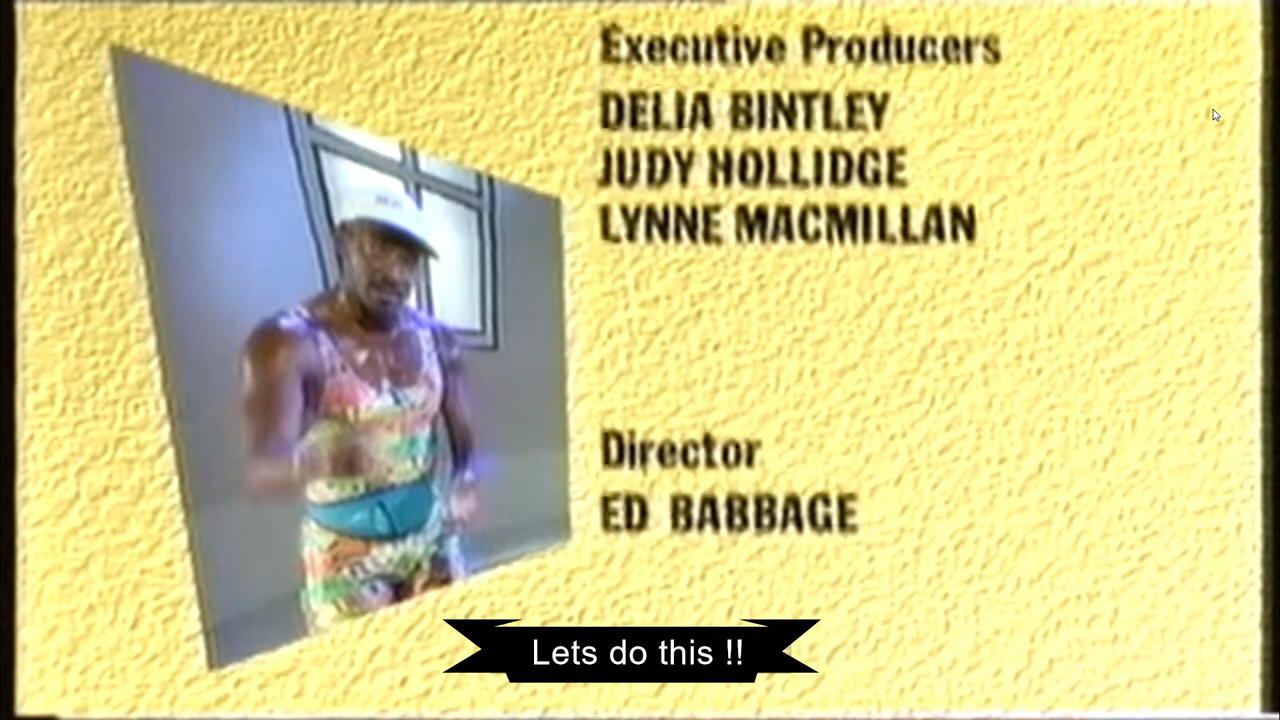 Executive Producers
DELIA BINTLEY
JUDY HOLLIDGE
LYNNE MACMILLAN
Director
ED BABBAGE
Lets do this !!